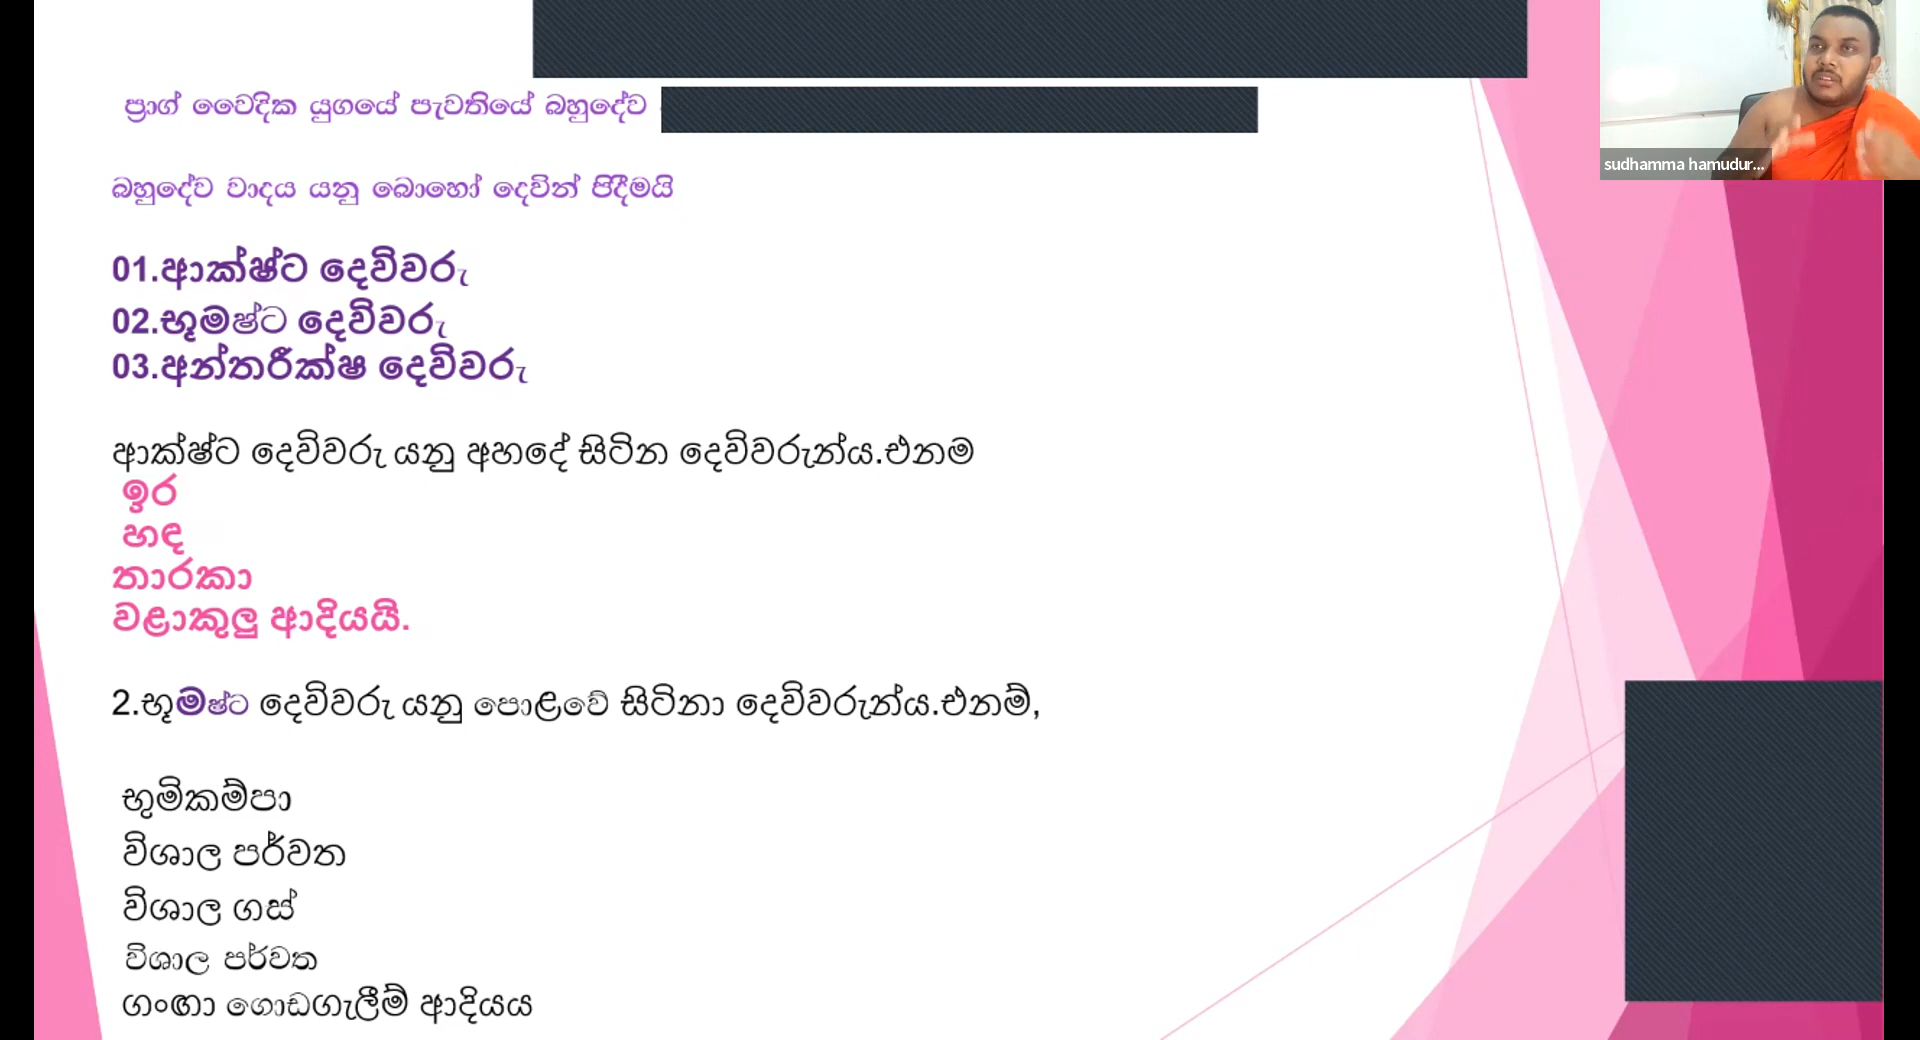 ප්‍රාග් වෛදික යුගයේ පැවතියේ බහුදේව
sudhamma hamudur...
බහුදේව වාදය යනු බොහෝ දෙවින් පිදීමයි
01.ආක්ෂ්ට දෙවිවරු
02.භූමෂ්ට දෙවිවරු
03.අන්තරීක්ෂ දෙවිවරු
ආක්ෂ්ට දෙවිවරු යනු අහදේ සිටින දෙවිවරුන්ය.එනම
ඉර
හඳ
තාරකා
වළාකුලු ආදියයි.
2.භූමෂ්ට දෙවිවරු යනු පොළවේ සිටිනා දෙවිවරුන්ය.එනම්,
භුමිකම්පා
විශාල පර්වත
විශාල ගස්
විශාල පර්වත
ගංඟා ගොඩගැලීම් ආදියය